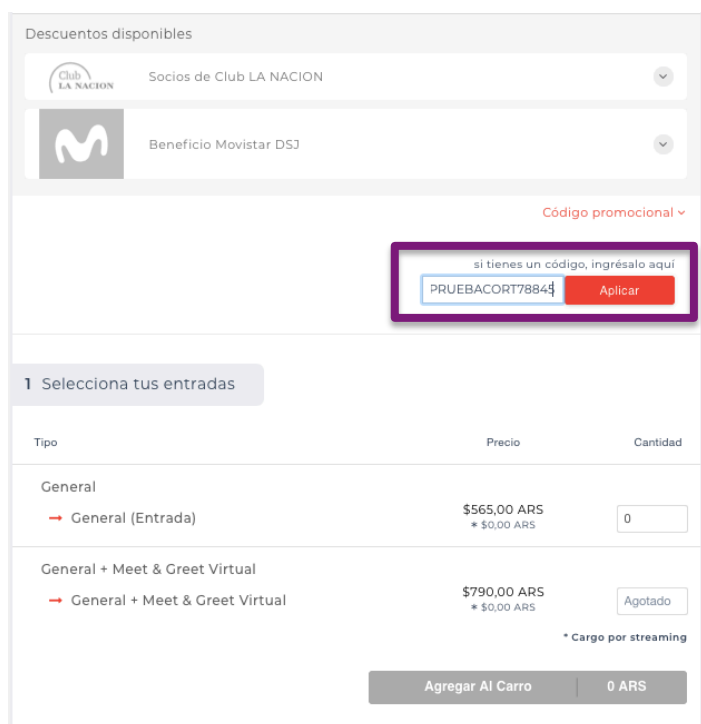 Descuentos disponibles
Club
LA NACION
Socios de Club LA NACION
Beneficio Movistar DSJ
Código promocional
si tienes un código, ingrésalo aquí
PRUEBACORT78845
Aplicar
1 Selecciona tus entradas
Tipo Precio Cantidad
General
→ General (Entrada) $565,00 ARS 0
* $0,00 ARS
General + Meet & Greet Virtual
→ General + Meet & Greet Virtual $790,00 ARS Agotado
* $0,00 ARS
* Cargo por streaming
Agregar Al Carro 0 ARS